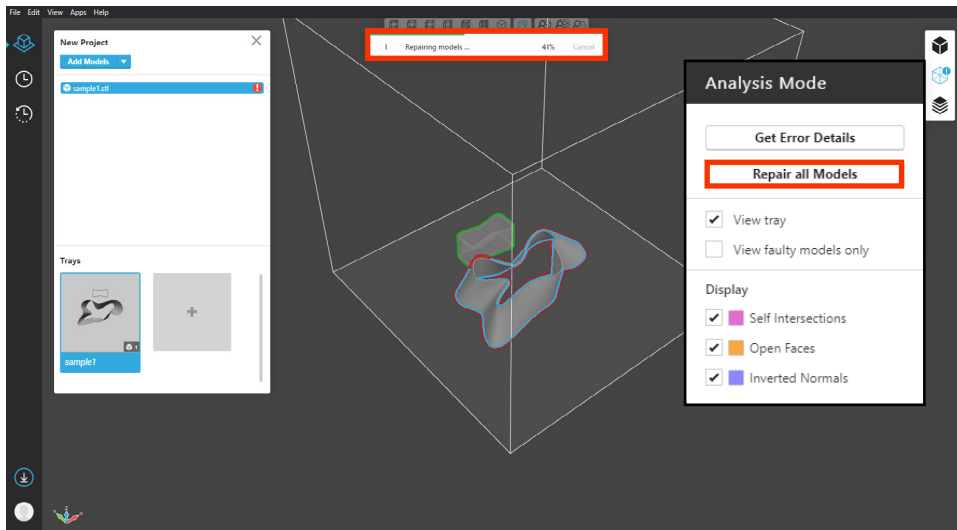 File Edit View Apps Help
New Project
Add Models
sample1.stl
1 Repairing models ... 41% Cancel
Analysis Mode
Get Error Details
Repair all Models
View tray
View faulty models only
Display
Self Intersections
Open Faces
Inverted Normals
Trays
1
sample1